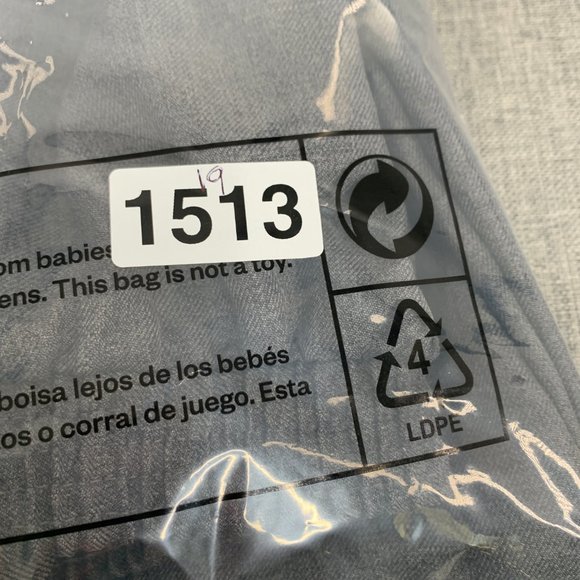 19
1513
om babies
ens. This bag is not a toy.
4
LDPE
bolsa lejos de los bebés
os o corral de juego. Esta